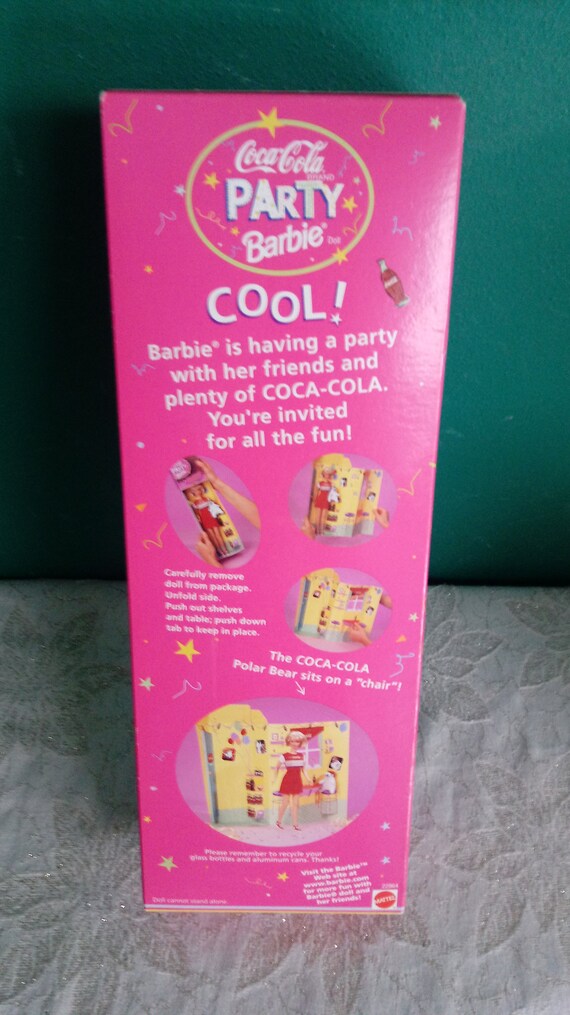 Coca-Cola
BRAND
PARTY
Barbie® Doll
COOL!
Barbie® is having a party
with her friends and
plenty of COCA-COLA.
You're invited
for all the fun!
Carefully remove
doll from package.
Unfold side.
Push out shelves
and table; push down
tab to keep in place.
The COCA-COLA
Polar Bear sits on a "chair"!
Please remember to recycle your
glass bottles and aluminum cans. Thanks!
Visit the Barbie™
Web site at
www.barbie.com
for more fun with
Barbie® doll and
her friends!
Doll cannot stand alone.
MATTEL